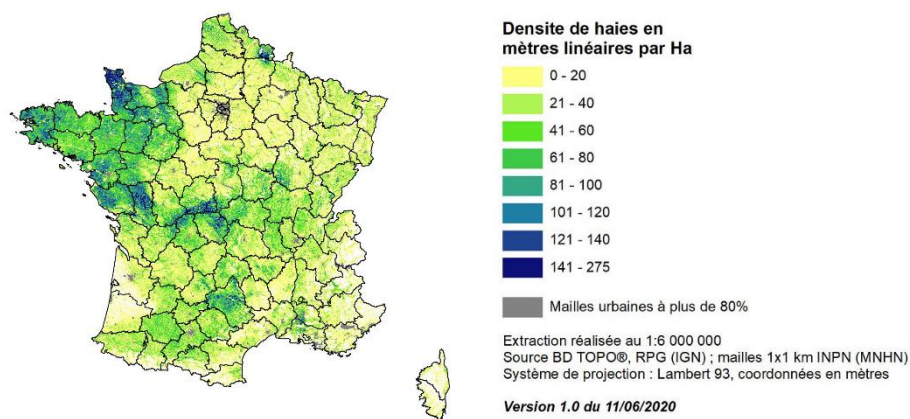 Densite de haies en
mètres linéaires par Ha
0 - 20
21 - 40
41 - 60
61 - 80
81 - 100
101 - 120
121 - 140
141 - 275
Mailles urbaines à plus de 80%
Extraction réalisée au 1:6 000 000
Source BD TOPO®, RPG (IGN) ; mailles 1x1 km INPN (MNHN)
Système de projection : Lambert 93, coordonnées en mètres
Version 1.0 du 11/06/2020